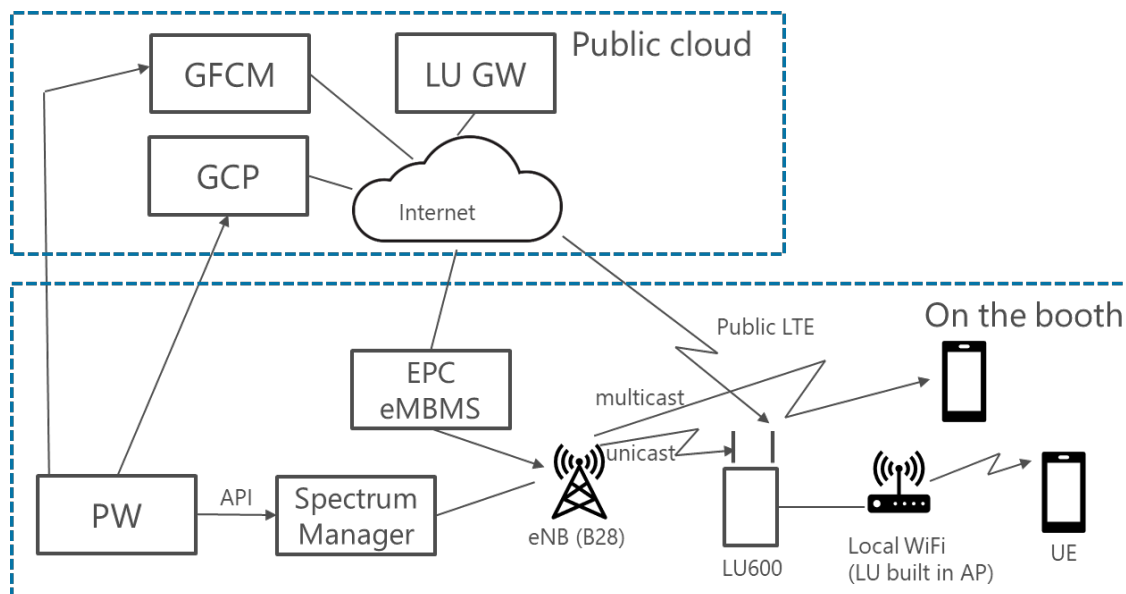 Public cloud
GFCM
LU GW
GCP
Internet
On the booth
Public LTE
EPC
eMBMS
multicast
unicast
PW
API
Spectrum
Manager
eNB (B28)
LU600
Local WiFi
(LU built in AP)
UE